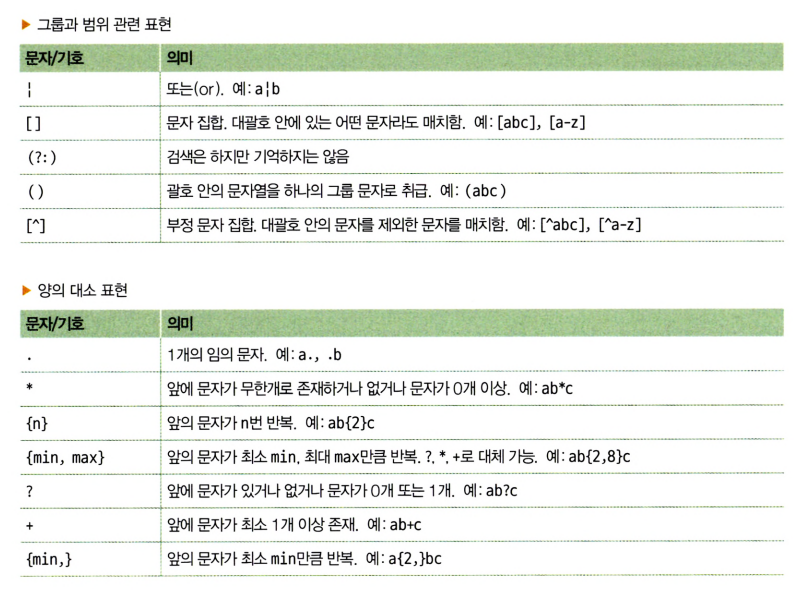 ▶ 그룹과 범위 관련 표현
문자/기호 의미
| 또는(or). 예: a|b
[] 문자 집합. 대괄호 안에 있는 어떤 문자라도 매치함. 예: [abc], [a-z]
(?:) 검색은 하지만 기억하지는 않음
() 괄호 안의 문자열을 하나의 그룹 문자로 취급. 예: (abc)
[^] 부정 문자 집합. 대괄호 안의 문자를 제외한 문자를 매치함. 예: [^abc], [^a-z]
▶ 양의 대소 표현
문자/기호 의미
. 1개의 임의 문자. 예: a., .b
* 앞에 문자가 무한개로 존재하거나 없거나 문자가 0개 이상. 예: ab*c
{n} 앞의 문자가 n번 반복. 예: ab{2}c
{min, max} 앞의 문자가 최소 min, 최대 max만큼 반복. ?, *, +로 대체 가능. 예: ab{2,8}c
? 앞에 문자가 있거나 없거나 문자가 0개 또는 1개. 예: ab?c
+ 앞에 문자가 최소 1개 이상 존재. 예: ab+c
{min,} 앞의 문자가 최소 min만큼 반복. 예: a{2,}bc